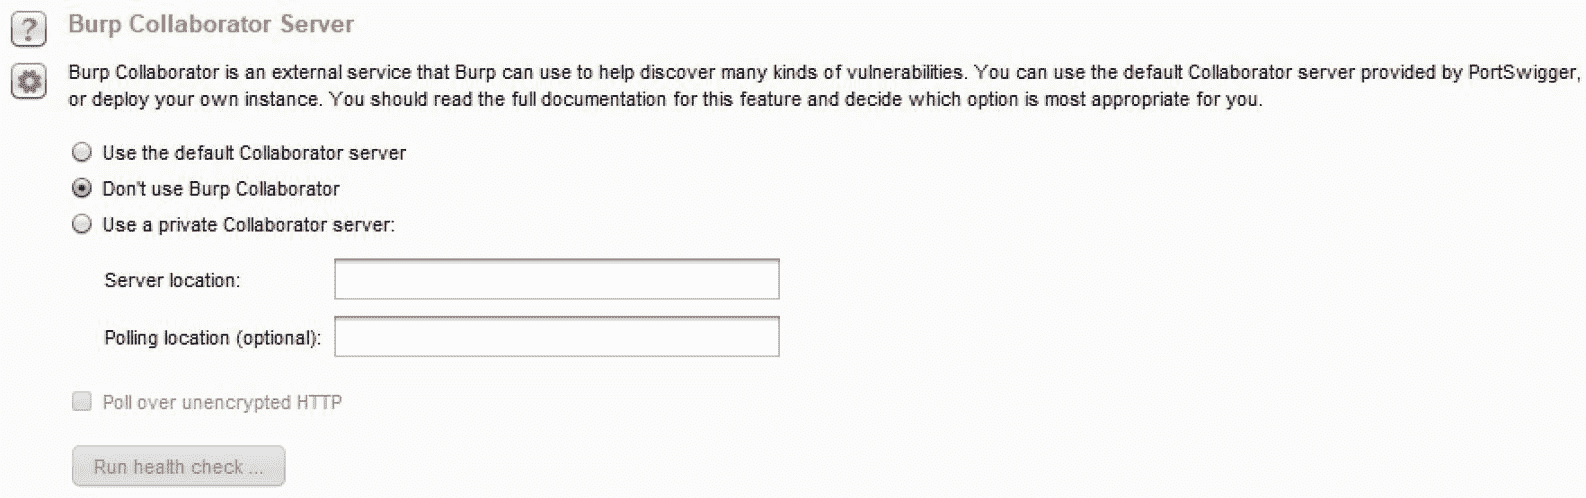 Burp Collaborator Server
Burp Collaborator is an external service that Burp can use to help discover many kinds of vulnerabilities. You can use the default Collaborator server provided by PortSwigger,
or deploy your own instance. You should read the full documentation for this feature and decide which option is most appropriate for you.
Use the default Collaborator server
Don't use Burp Collaborator
Use a private Collaborator server:
Server location:
Polling location (optional):
Poll over unencrypted HTTP
Run health check ...